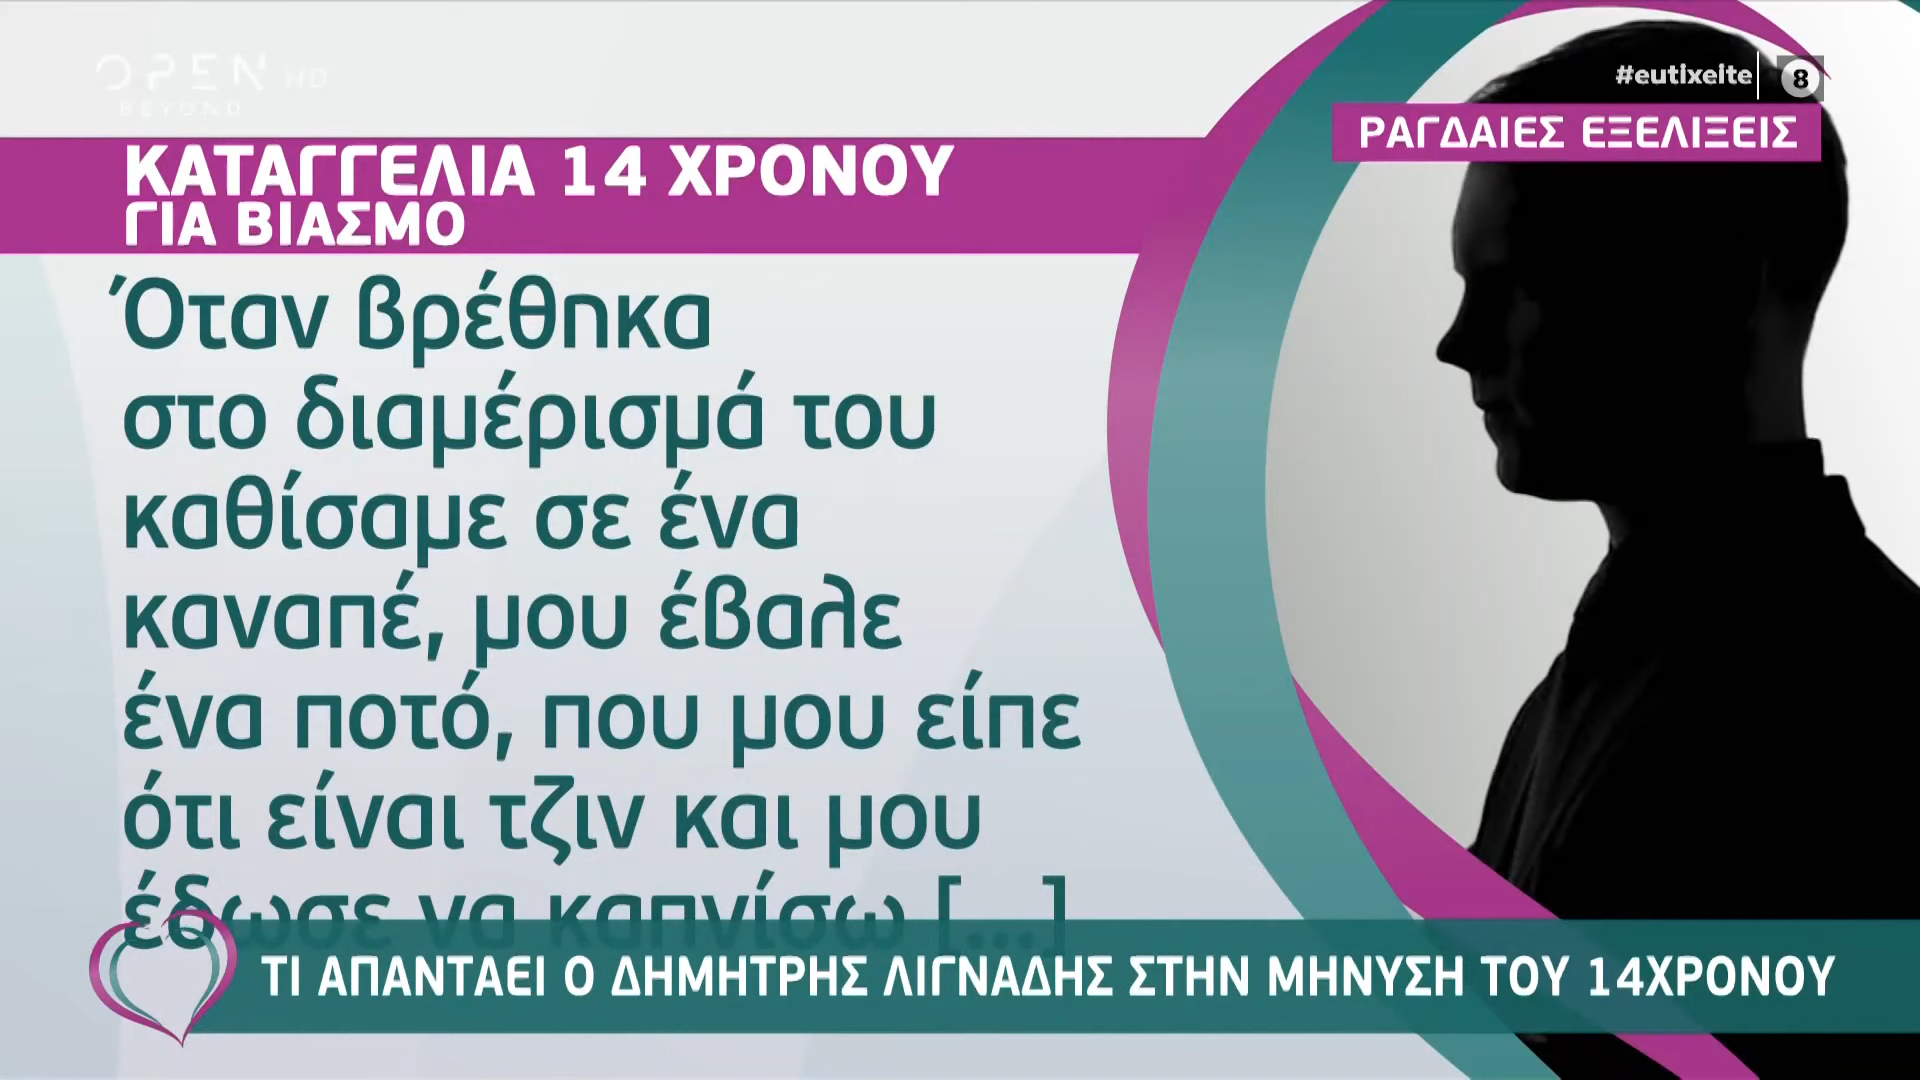 OPEN HD
BEYOND
#eutixeite 8
ΡΑΓΔΑΙΕΣ ΕΞΕΛΙΞΕΙΣ
ΚΑΤΑΓΓΕΛΙΑ 14 ΧΡΟΝΟΥ
ΓΙΑ ΒΙΑΣΜΟ
Όταν βρέθηκα
στο διαμέρισμά του
καθίσαμε σε ένα
καναπέ, μου έβαλε
ένα ποτό, που μου είπε
ότι είναι τζιν και μου
έδωσε να καπνίσω [...]
ΤΙ ΑΠΑΝΤΑΕΙ Ο ΔΗΜΗΤΡΗΣ ΛΙΓΝΑΔΗΣ ΣΤΗΝ ΜΗΝΥΣΗ ΤΟΥ 14ΧΡΟΝΟΥ